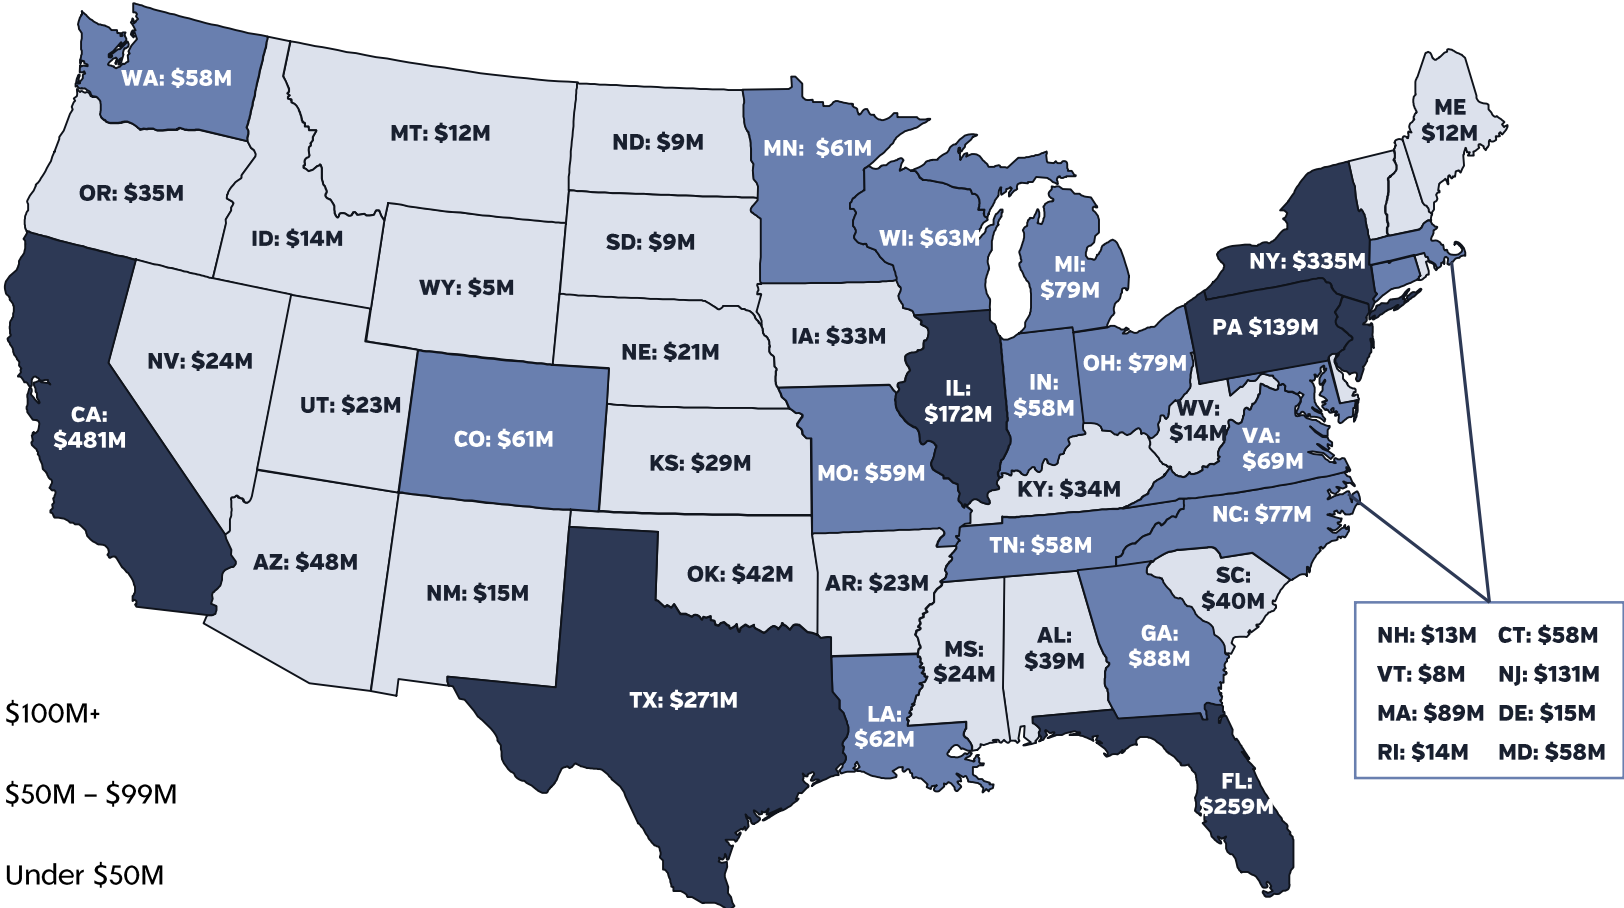 WA: $58M
MT: $12M
ND: $9M
MN: $61M
ME
$12M
OR: $35M
ID: $14M
SD: $9M
WI: $63M
MI:
$79M
NY: $335M
WY: $5M
PA $139M
NV: $24M
NE: $21M
IA: $33M
OH: $79M
UT: $23M
IL:
$172M
IN:
$58M
WV:
$14M
CA:
$481M
CO: $61M
VA:
$69M
KS: $29M
MO: $59M
KY: $34M
NC: $77M
AZ: $48M
TN: $58M
NM: $15M
OK: $42M
AR: $23M
SC:
$40M
MS:
$24M
AL:
$39M
GA:
$88M
TX: $271M
LA:
$62M
FL:
$259M
NH: $13M CT: $58M
VT: $8M NJ: $131M
MA: $89M DE: $15M
RI: $14M MD: $58M
$100M+
$50M – $99M
Under $50M